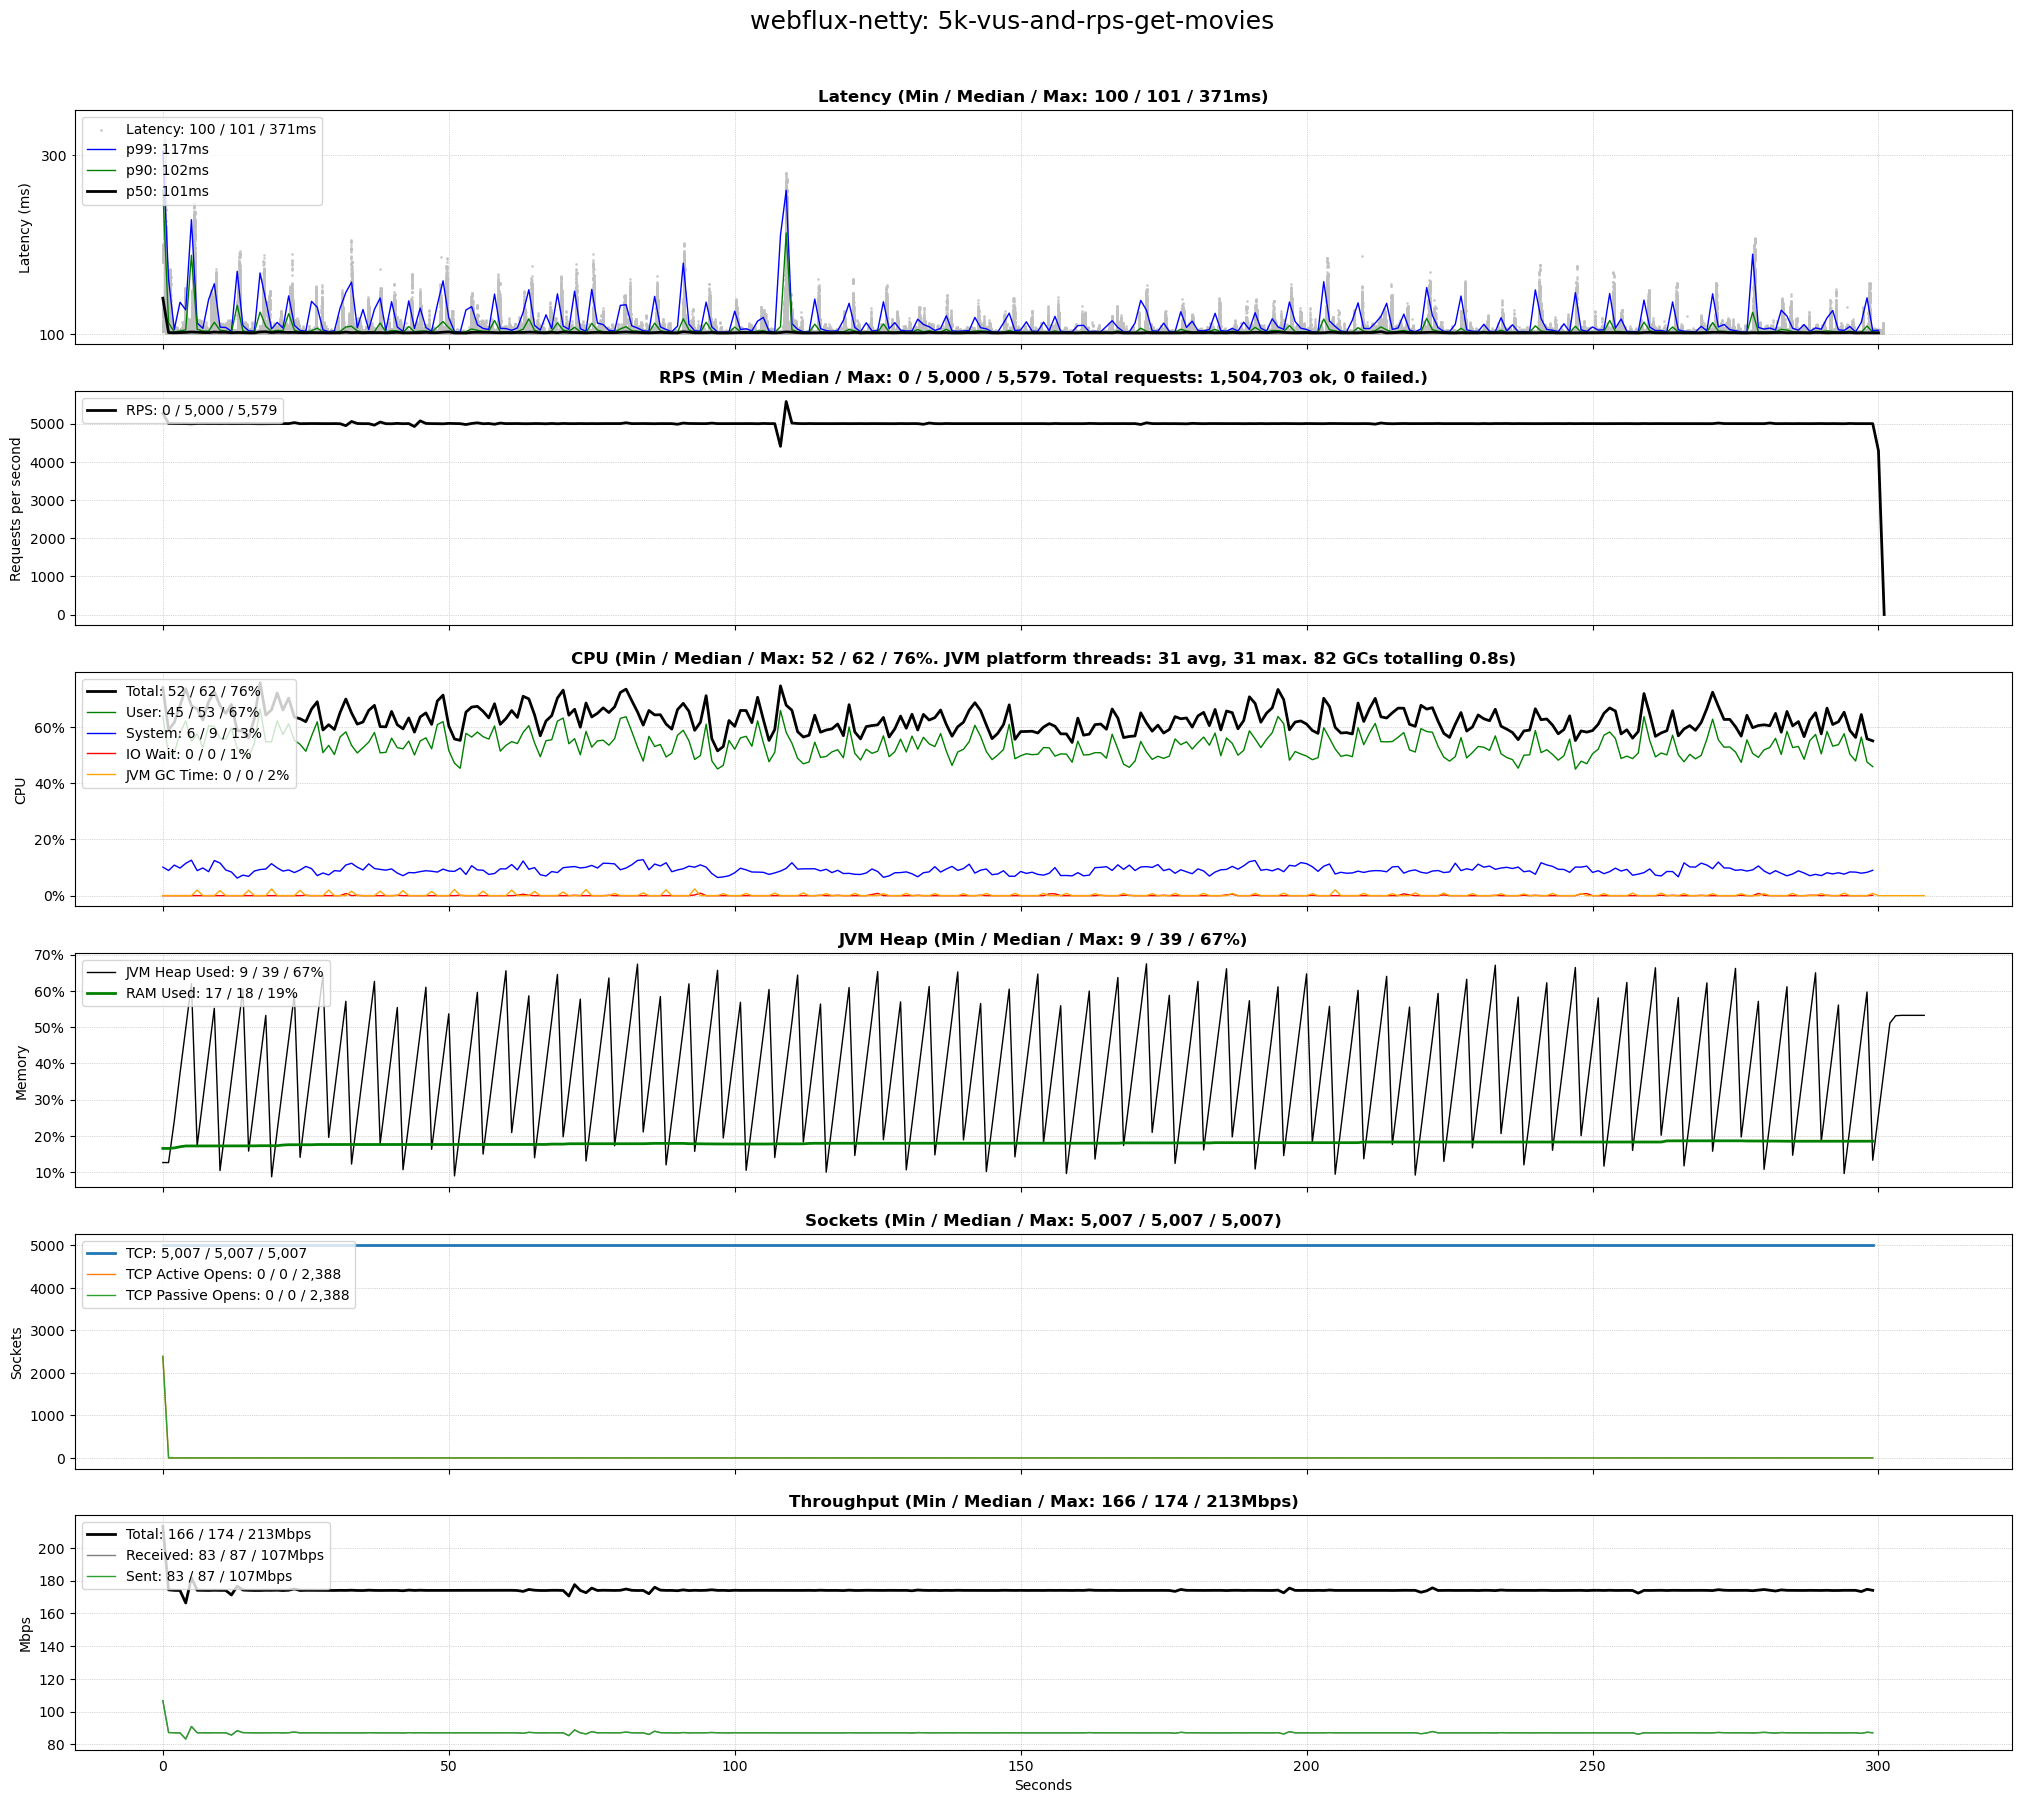 webflux-netty: 5k-vus-and-rps-get-movies
Latency (Min / Median / Max: 100 / 101 / 371ms)
Latency: 100 / 101 / 371ms
p99: 117ms
p90: 102ms
p50: 101ms
300
100
Latency (ms)
RPS (Min / Median / Max: 0 / 5,000 / 5,579. Total requests: 1,504,703 ok, 0 failed.)
RPS: 0 / 5,000 / 5,579
5000
4000
3000
2000
1000
0
Requests per second
CPU (Min / Median / Max: 52 / 62 / 76%. JVM platform threads: 31 avg, 31 max. 82 GCs totalling 0.8s)
Total: 52 / 62 / 76%
User: 45 / 53 / 67%
System: 6 / 9 / 13%
IO Wait: 0 / 0 / 1%
JVM GC Time: 0 / 0 / 2%
60%
40%
20%
0%
CPU
JVM Heap (Min / Median / Max: 9 / 39 / 67%)
JVM Heap Used: 9 / 39 / 67%
RAM Used: 17 / 18 / 19%
70%
60%
50%
40%
30%
20%
10%
Memory
Sockets (Min / Median / Max: 5,007 / 5,007 / 5,007)
TCP: 5,007 / 5,007 / 5,007
TCP Active Opens: 0 / 0 / 2,388
TCP Passive Opens: 0 / 0 / 2,388
5000
4000
3000
2000
1000
0
Sockets
Throughput (Min / Median / Max: 166 / 174 / 213Mbps)
Total: 166 / 174 / 213Mbps
Received: 83 / 87 / 107Mbps
Sent: 83 / 87 / 107Mbps
200
180
160
140
120
100
80
Mbps
0 50 100 150 200 250 300
Seconds